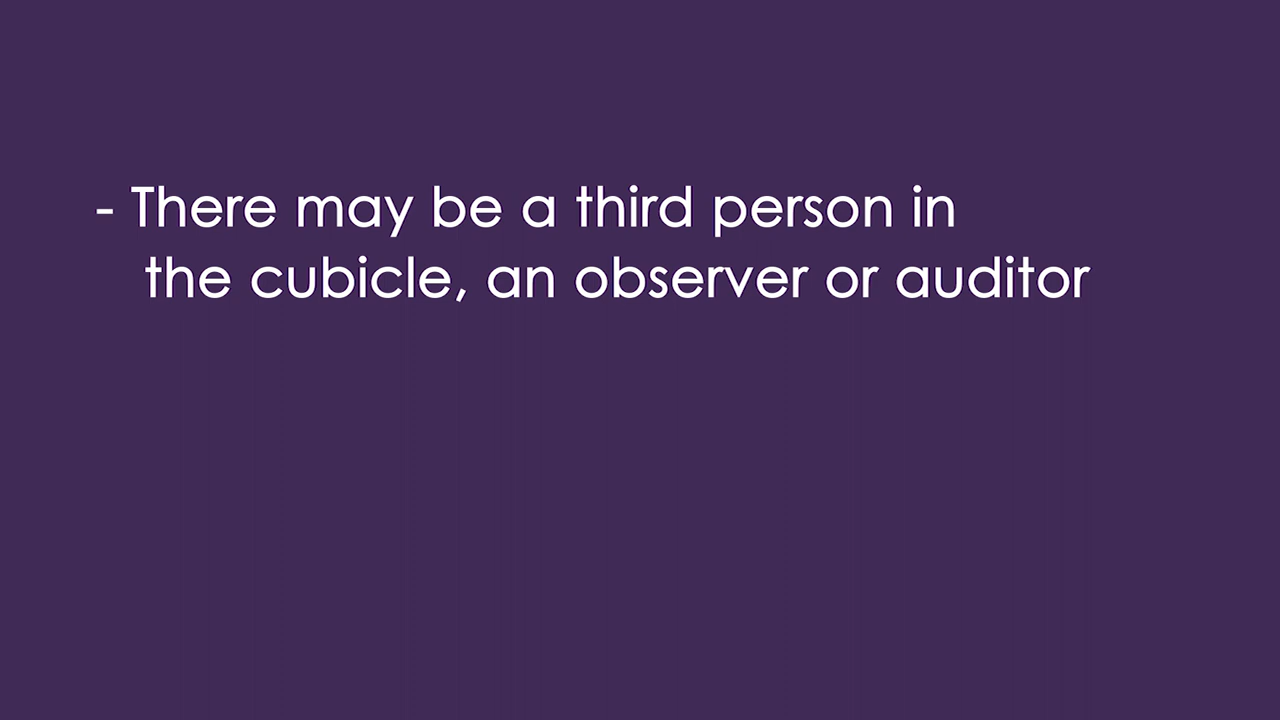 - There may be a third person in
the cubicle, an observer or auditor